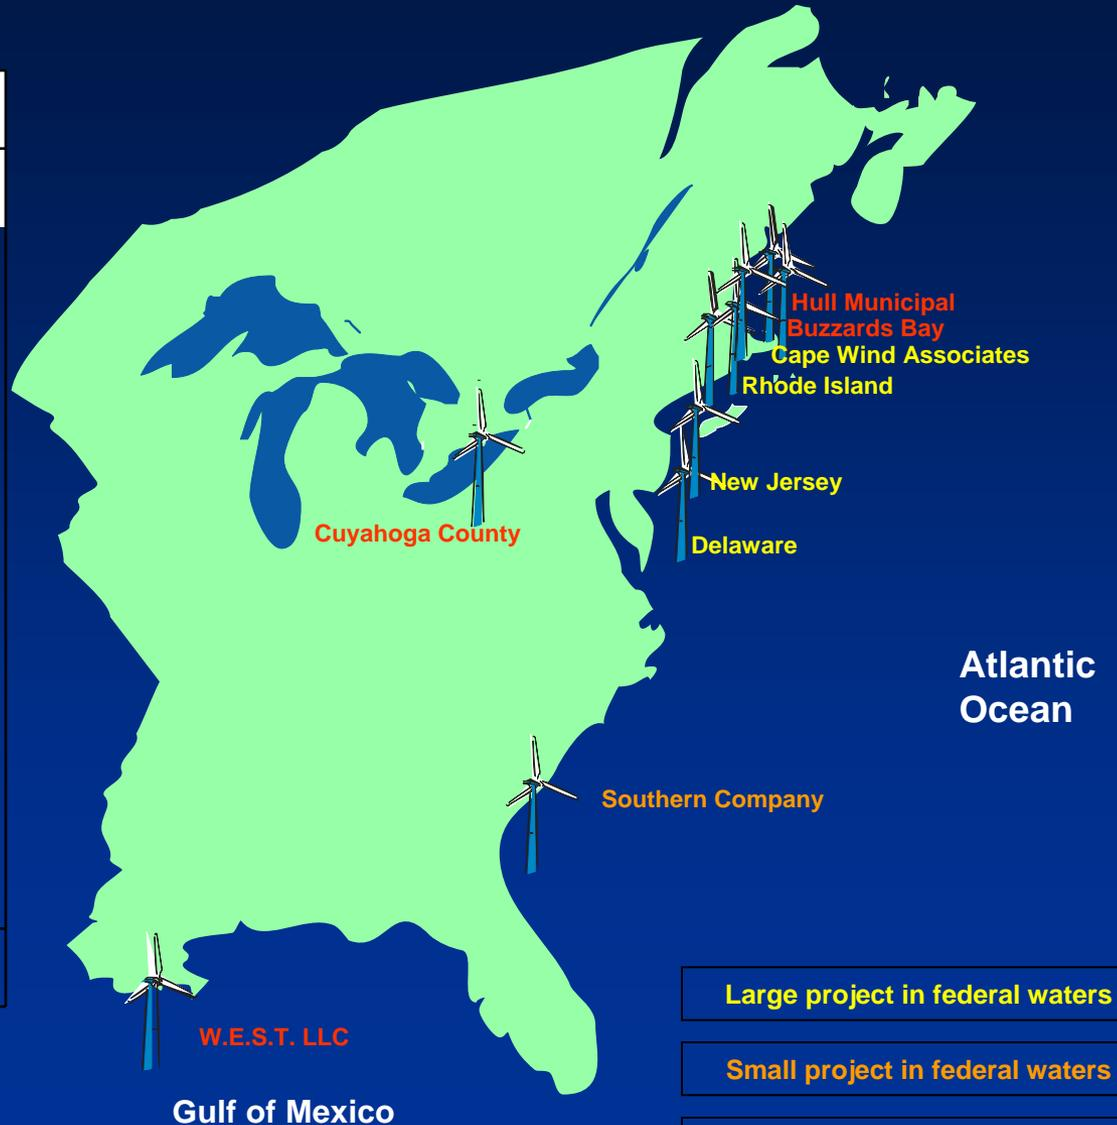 Hull Municipal
Buzzards Bay
Cape Wind Associates
Rhode Island
New Jersey
Cuyahoga County
Delaware
Atlantic
Ocean
Southern Company
Large project in federal waters
W.E.S.T. LLC
Small project in federal waters
Gulf of Mexico